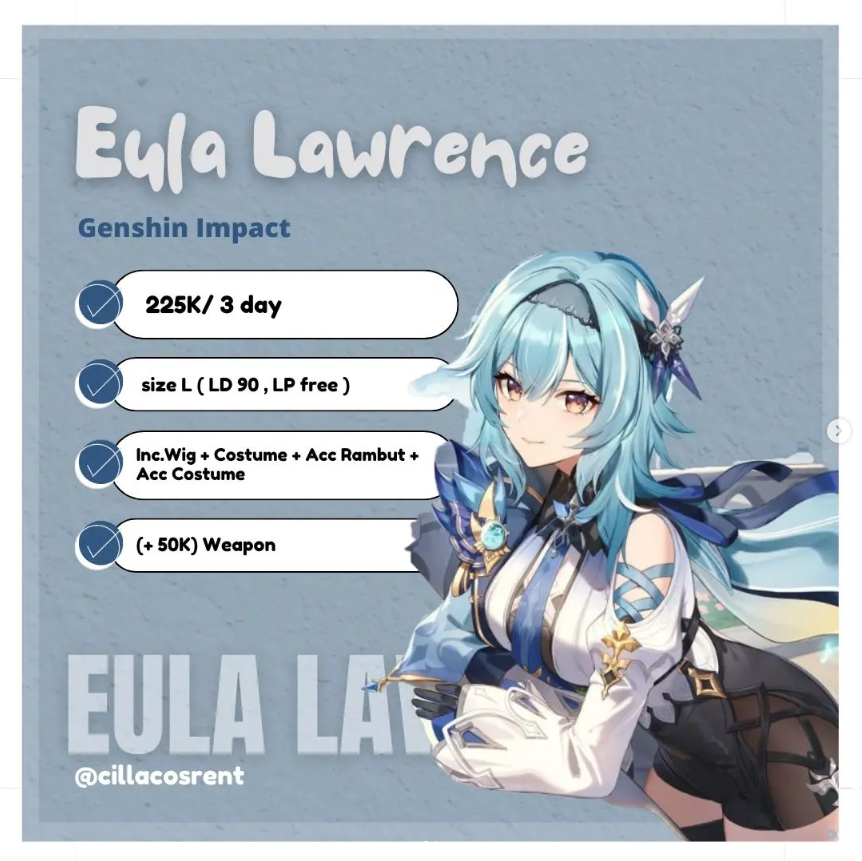 Eula Lawrence
Genshin Impact
225K/ 3 day
size L ( LD 90 , LP free )
Inc.Wig + Costume + Acc Rambut +
Acc Costume
(+ 50K) Weapon
EULA LAW
@cillacosrent